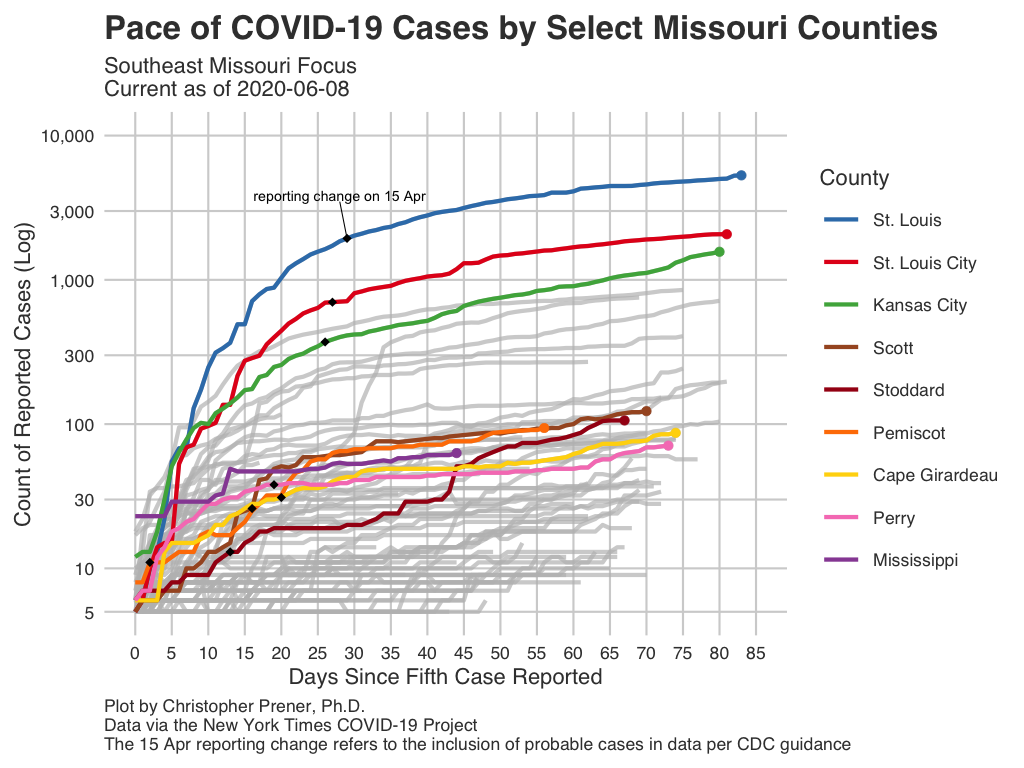 Pace of COVID-19 Cases by Select Missouri Counties
Southeast Missouri Focus
Current as of 2020-06-08
Count of Reported Cases (Log)
10,000
3,000
1,000
300
100
30
10
5
reporting change on 15 Apr
0 5 10 15 20 25 30 35 40 45 50 55 60 65 70 75 80 85
Days Since Fifth Case Reported
County
St. Louis
St. Louis City
Kansas City
Scott
Stoddard
Pemiscot
Cape Girardeau
Perry
Mississippi
Plot by Christopher Prener, Ph.D.
Data via the New York Times COVID-19 Project
The 15 Apr reporting change refers to the inclusion of probable cases in data per CDC guidance